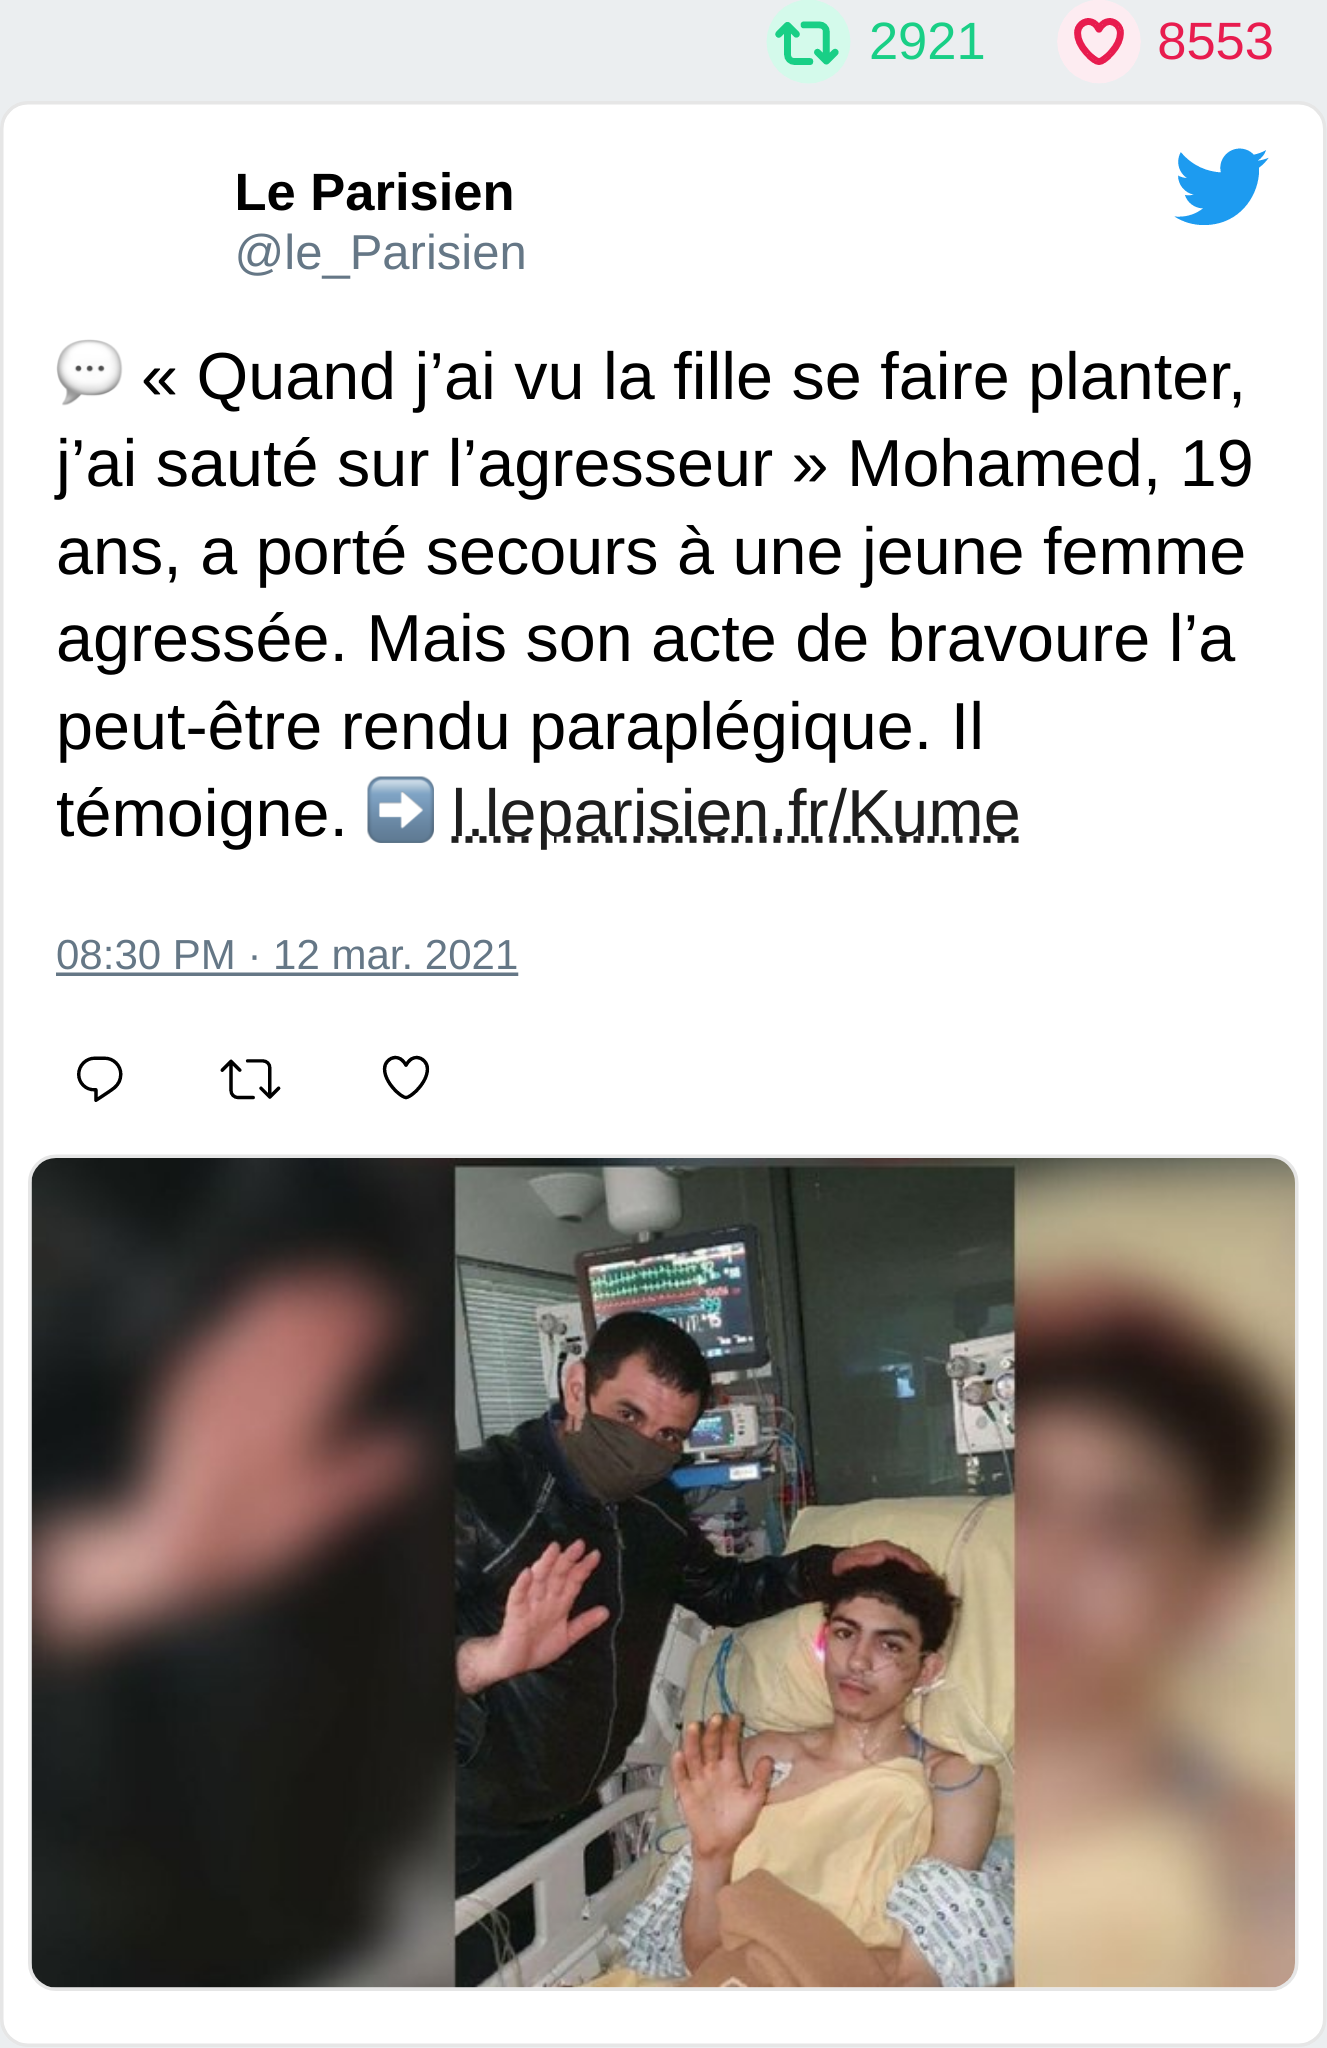 2921 8553
Le Parisien
@le_Parisien
💬 « Quand j’ai vu la fille se faire planter,
j’ai sauté sur l’agresseur » Mohamed, 19
ans, a porté secours à une jeune femme
agressée. Mais son acte de bravoure l’a
peut-être rendu paraplégique. Il
témoigne. ➡️ l.leparisien.fr/Kume
08:30 PM · 12 mar. 2021